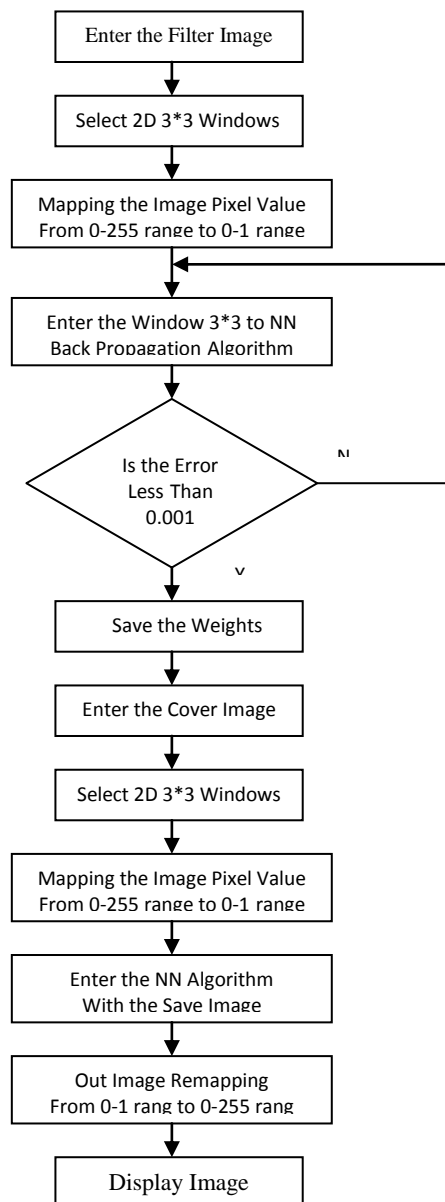 Enter the Filter Image
Select 2D 3*3 Windows
Mapping the Image Pixel Value
From 0-255 range to 0-1 range
Enter the Window 3*3 to NN
Back Propagation Algorithm
Is the Error
Less Than
0.001
N
Y
Save the Weights
Enter the Cover Image
Select 2D 3*3 Windows
Mapping the Image Pixel Value
From 0-255 range to 0-1 range
Enter the NN Algorithm
With the Save Image
Out Image Remapping
From 0-1 rang to 0-255 rang
Display Image